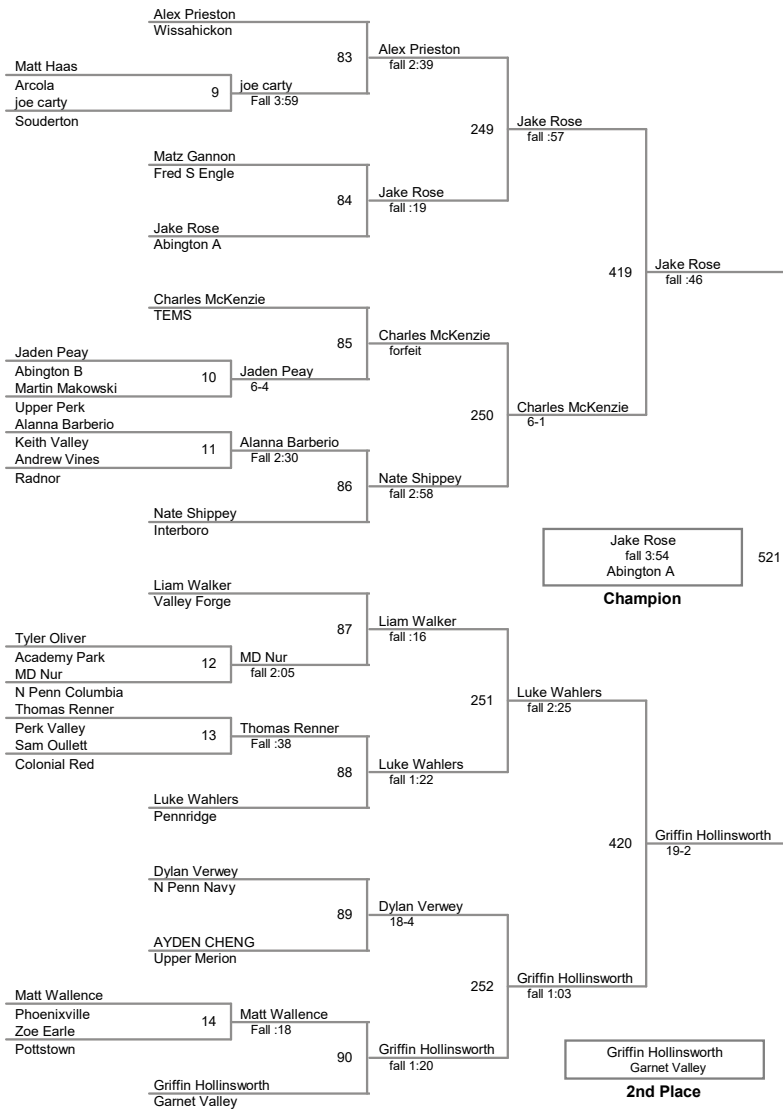 Alex Prieston
Wissahickon
83
Alex Prieston
fall 2:39
Matt Haas
Arcola
9
joe carty
Fall 3:59
joe carty
Souderton
249
Jake Rose
fall :57
Matz Gannon
Fred S Engle
84
Jake Rose
fall :19
Jake Rose
Abington A
419
Jake Rose
fall :46
Charles McKenzie
TEMS
85
Charles McKenzie
forfeit
Jaden Peay
Abington B
10
Jaden Peay
6-4
Martin Makowski
Upper Perk
250
Charles McKenzie
6-1
Alanna Barberio
Keith Valley
11
Alanna Barberio
Fall 2:30
Andrew Vines
Radnor
86
Nate Shippey
fall 2:58
Nate Shippey
Interboro
Jake Rose
fall 3:54
Abington A
521
Champion
Liam Walker
Valley Forge
87
Liam Walker
fall :16
Tyler Oliver
Academy Park
12
MD Nur
fall 2:05
MD Nur
N Penn Columbia
251
Luke Wahlers
fall 2:25
Thomas Renner
Perk Valley
13
Thomas Renner
Fall :38
Sam Oullett
Colonial Red
88
Luke Wahlers
fall 1:22
Luke Wahlers
Pennridge
420
Griffin Hollinsworth
19-2
Dylan Verwey
N Penn Navy
89
Dylan Verwey
18-4
AYDEN CHENG
Upper Merion
252
Griffin Hollinsworth
fall 1:03
Matt Wallence
Phoenixville
14
Matt Wallence
Fall :18
Zoe Earle
Pottstown
90
Griffin Hollinsworth
fall 1:20
Griffin Hollinsworth
Garnet Valley
Griffin Hollinsworth
Garnet Valley
2nd Place